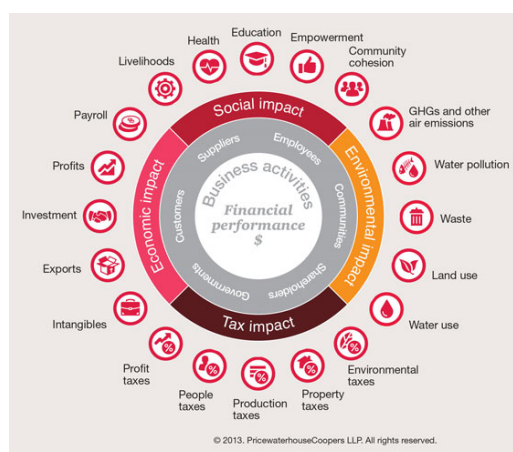 Education
Health
Empowerment
Livelihoods
Community
cohesion
Payroll
GHGs and other
air emissions
Profits
Water pollution
Investment
Waste
Exports
Land use
Intangibles
Water use
Profit
taxes
People
taxes
Production
taxes
Property
taxes
Environmental
taxes
Social impact
Environmental impact
Tax impact
Economic impact
Suppliers
Employees
Communities
Shareholders
Governments
Customers
Business activities
Financial
performance
$
% % % % %
© 2013. PricewaterhouseCoopers LLP. All rights reserved.